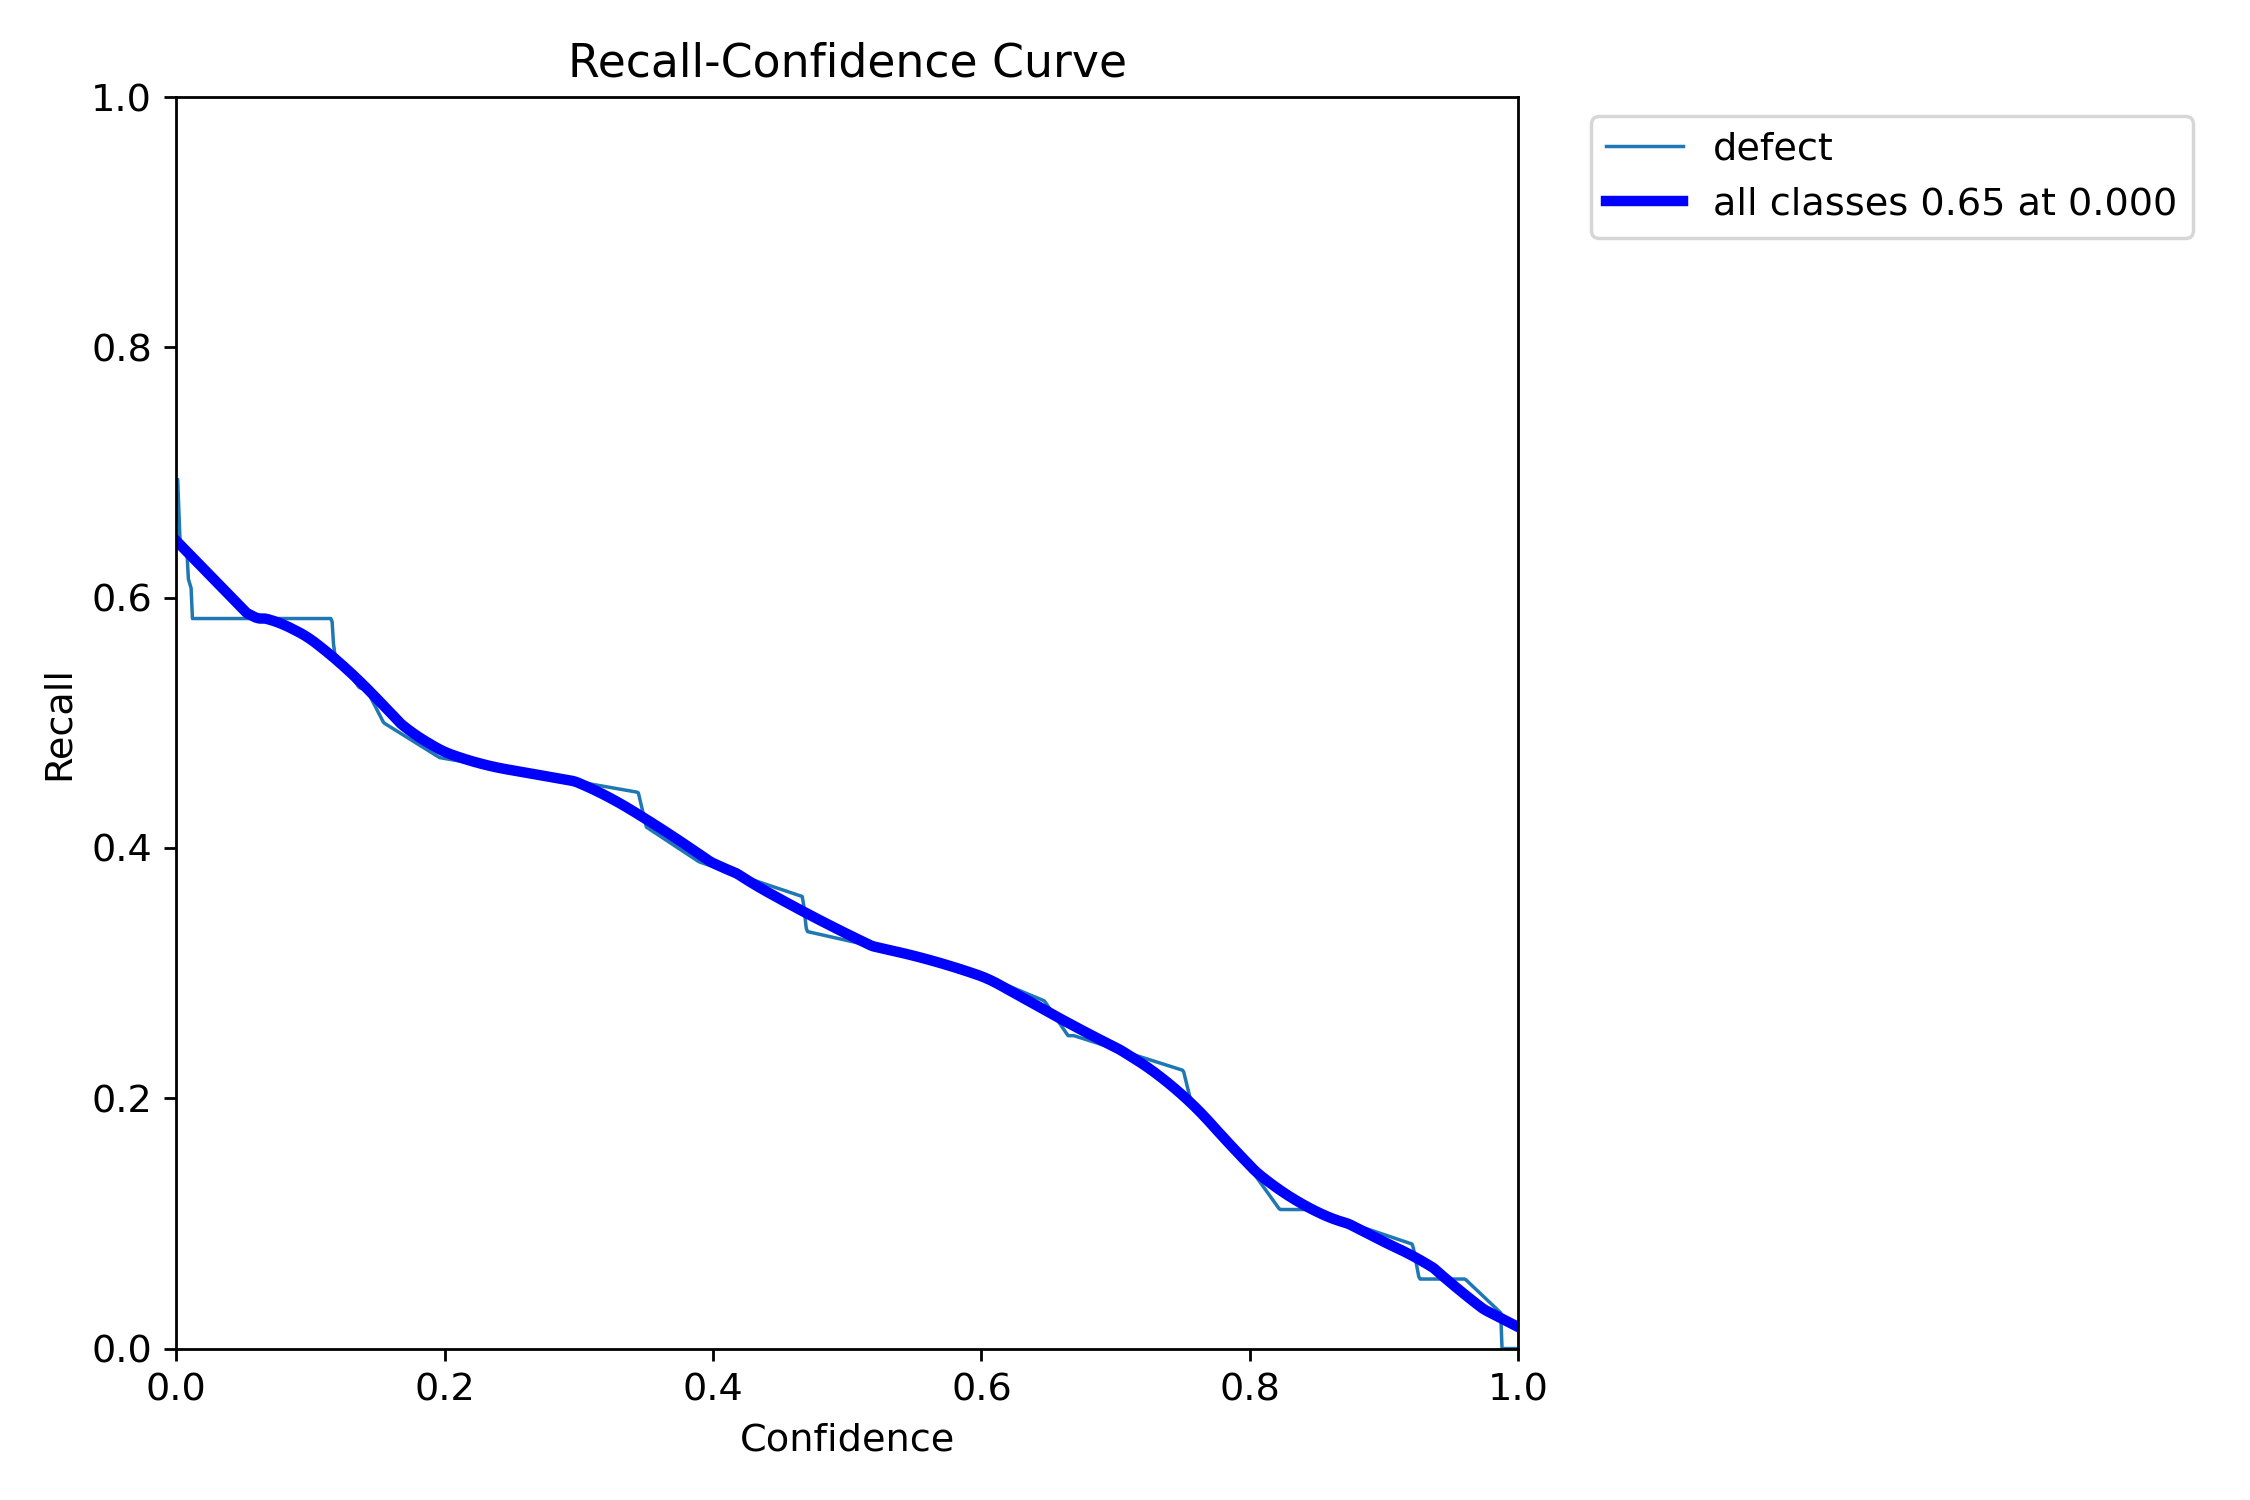 Recall-Confidence Curve
1.0
0.8
0.6
0.4
0.2
0.0
Recall
0.0 0.2 0.4 0.6 0.8 1.0
Confidence
defect
all classes 0.65 at 0.000